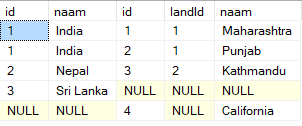 id naam id landId naam
1 India 1 1 Maharashtra
1 India 2 1 Punjab
2 Nepal 3 2 Kathmandu
3 Sri Lanka NULL NULL NULL
NULL NULL 4 NULL California